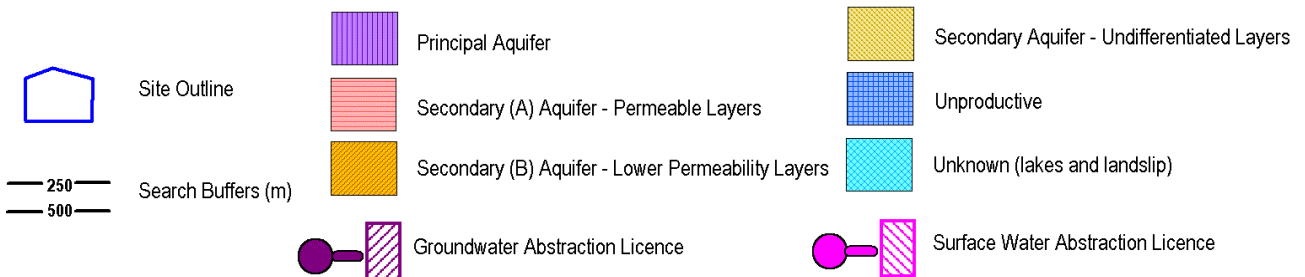 Site Outline
250
500
Search Buffers (m)
Principal Aquifer
Secondary (A) Aquifer - Permeable Layers
Secondary (B) Aquifer - Lower Permeability Layers
Groundwater Abstraction Licence
Secondary Aquifer - Undifferentiated Layers
Unproductive
Unknown (lakes and landslip)
Surface Water Abstraction Licence